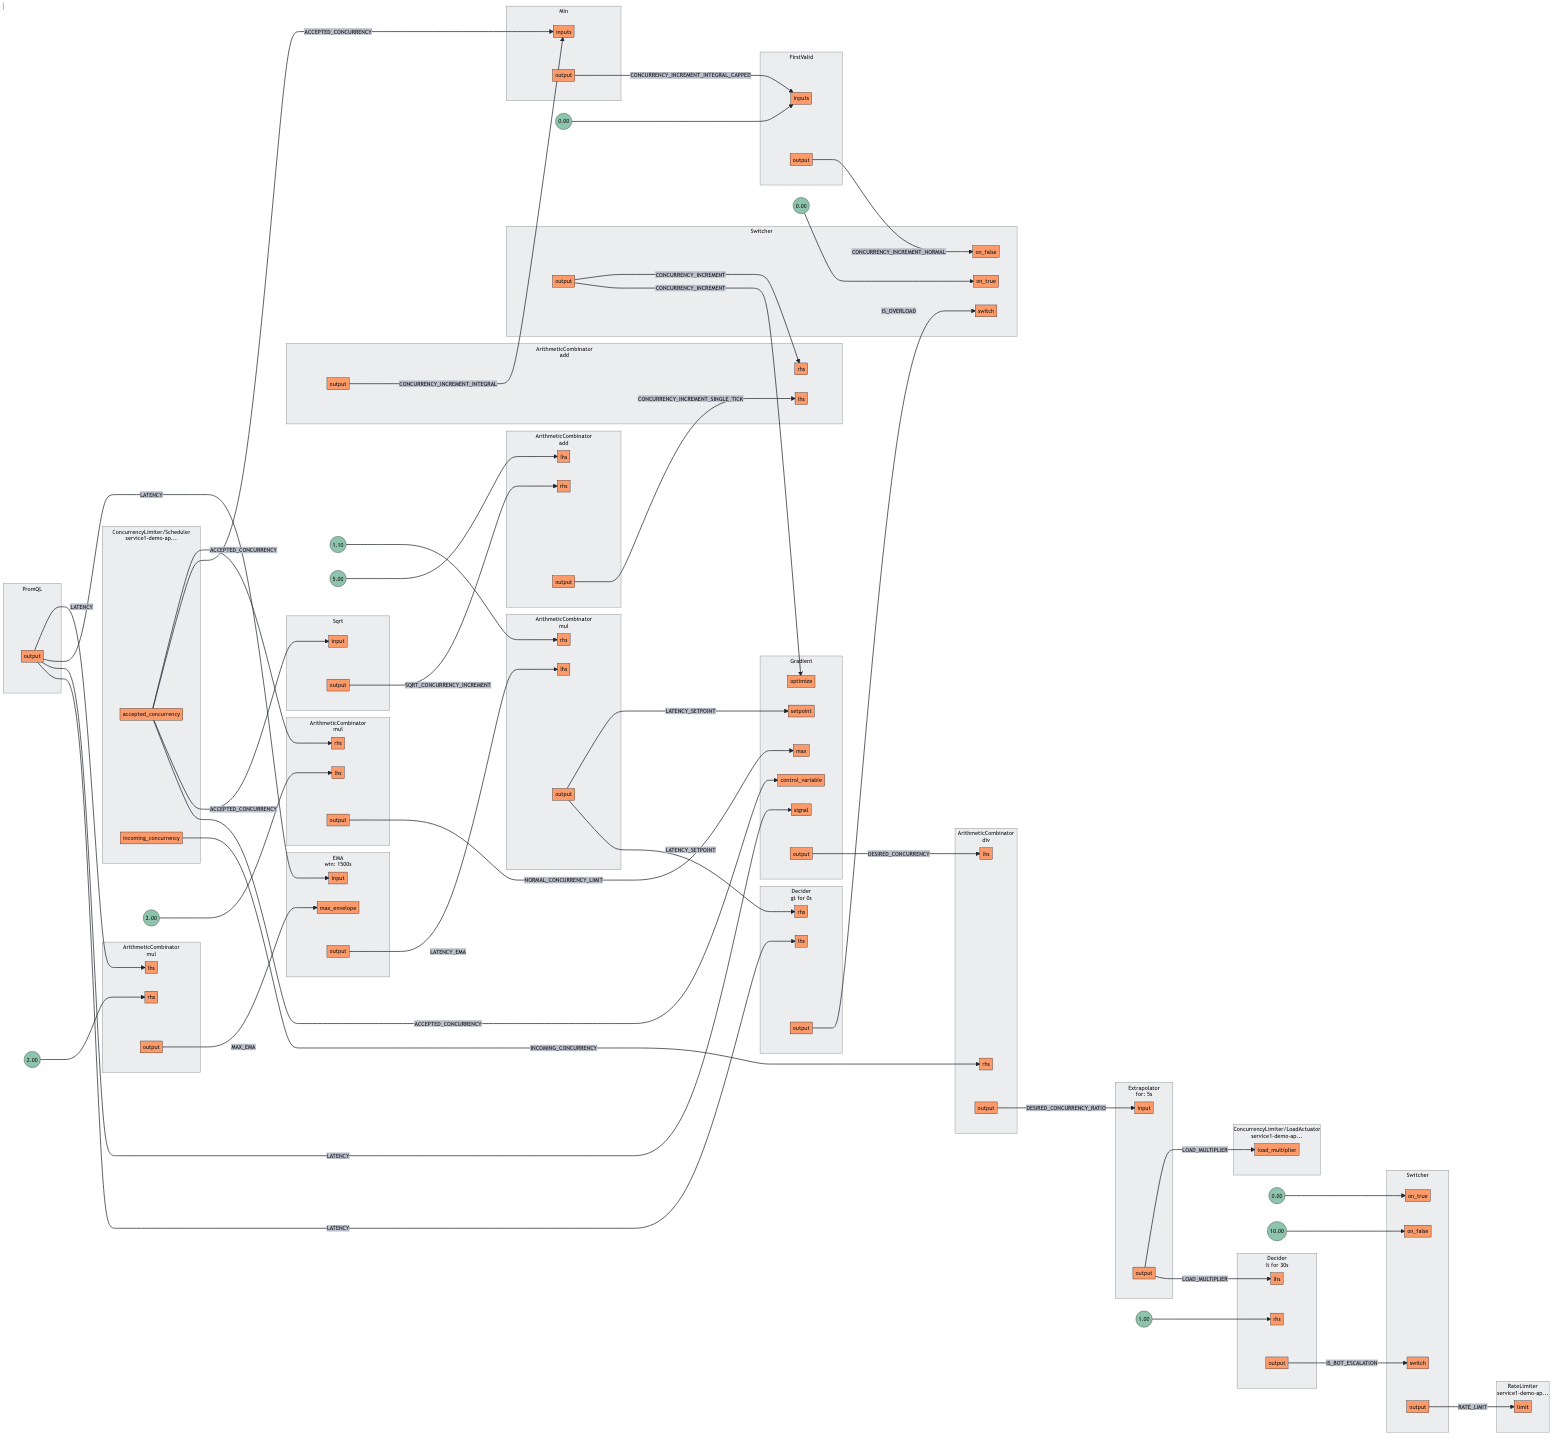 Min
inputs
output
ACCEPTED_CONCURRENCY
CONCURRENCY_INCREMENT_INTEGRAL_CAPPED
0.00
FirstValid
inputs
output
0.00
Switcher
CONCURRENCY_INCREMENT_NORMAL
on_false
output
CONCURRENCY_INCREMENT
CONCURRENCY_INCREMENT
on_true
IS_OVERLOAD
switch
ArithmeticCombinator
add
rhs
output
CONCURRENCY_INCREMENT_INTEGRAL
CONCURRENCY_INCREMENT_SINGLE_TICK
lhs
ArithmeticCombinator
add
lhs
rhs
output
LATENCY
ConcurrencyLimiter/Scheduler
service1-demo-ap...
ACCEPTED_CONCURRENCY
accepted_concurrency
ACCEPTED_CONCURRENCY
incoming_concurrency
1.10
5.00
PromQL
LATENCY
output
Sqrt
input
output
SQRT_CONCURRENCY_INCREMENT
ArithmeticCombinator
mul
rhs
lhs
output
LATENCY_SETPOINT
LATENCY_SETPOINT
Gradient
optimize
setpoint
max
control_variable
signal
output
DESIRED_CONCURRENCY
ArithmeticCombinator
mul
rhs
lhs
output
NORMAL_CONCURRENCY_LIMIT
ArithmeticCombinator
div
lhs
rhs
output
DESIRED_CONCURRENCY_RATIO
EMA
win: 1500s
input
max_envelope
output
LATENCY_EMA
Decider
gt for 0s
rhs
lhs
output
2.00
ArithmeticCombinator
mul
lhs
rhs
output
MAX_EMA
2.00
ACCEPTED_CONCURRENCY
INCOMING_CONCURRENCY
LATENCY
LATENCY
Extrapolator
for: 5s
input
output
LOAD_MULTIPLIER
LOAD_MULTIPLIER
ConcurrencyLimiter/LoadActuator
service1-demo-ap...
load_multiplier
0.00
10.00
Switcher
on_true
on_false
switch
output
Decider
lt for 30s
lhs
rhs
output
1.00
IS_BOT_ESCALATION
RATE_LIMIT
RateLimiter
service1-demo-ap...
limit